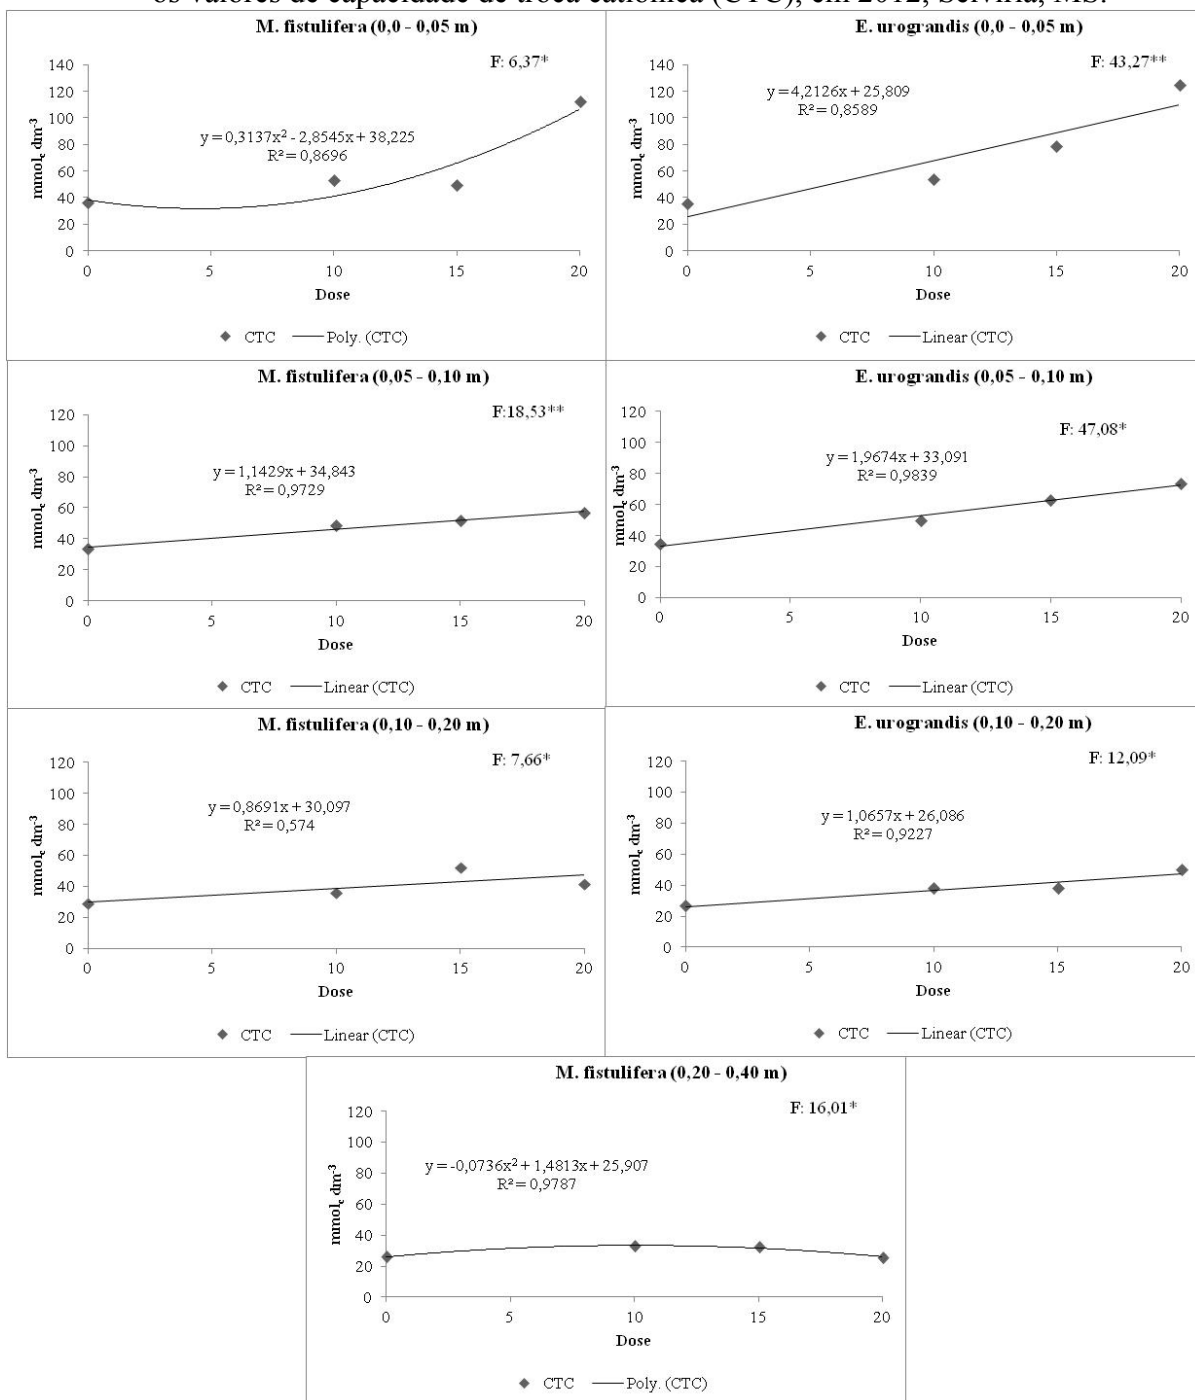 os valores de capacidade de troca catiônica (CTC), em 2012, Selvíria, MS.
M. fistulifera (0,0 - 0,05 m)
F: 6,37*
y = 0,3137x² - 2,8545x + 38,225
R² = 0,8696
mmol_c dm⁻³
140
120
100
80
60
40
20
0
0 5 10 15 20
Dose
CTC Poly. (CTC)
E. urograndis (0,0 - 0,05 m)
F: 43,27**
y = 4,2126x + 25,809
R² = 0,8589
mmol_c dm⁻³
140
120
100
80
60
40
20
0
0 5 10 15 20
Dose
CTC Linear (CTC)
M. fistulifera (0,05 - 0,10 m)
F:18,53**
y = 1,1429x + 34,843
R² = 0,9729
mmol_c dm⁻³
120
100
80
60
40
20
0
0 5 10 15 20
Dose
CTC Linear (CTC)
E. urograndis (0,05 - 0,10 m)
F: 47,08*
y = 1,9674x + 33,091
R² = 0,9839
mmol_c dm⁻³
120
100
80
60
40
20
0
0 5 10 15 20
Dose
CTC Linear (CTC)
M. fistulifera (0,10 - 0,20 m)
F: 7,66*
y = 0,8691x + 30,097
R² = 0,574
mmol_c dm⁻³
120
100
80
60
40
20
0
0 5 10 15 20
Dose
CTC Linear (CTC)
E. urograndis (0,10 - 0,20 m)
F: 12,09*
y = 1,0657x + 26,086
R² = 0,9227
mmol_c dm⁻³
120
100
80
60
40
20
0
0 5 10 15 20
Dose
CTC Linear (CTC)
M. fistulifera (0,20 - 0,40 m)
F: 16,01*
y = -0,0736x² + 1,4813x + 25,907
R² = 0,9787
mmol_c dm⁻³
120
100
80
60
40
20
0
0 5 10 15 20
Dose
CTC Poly. (CTC)